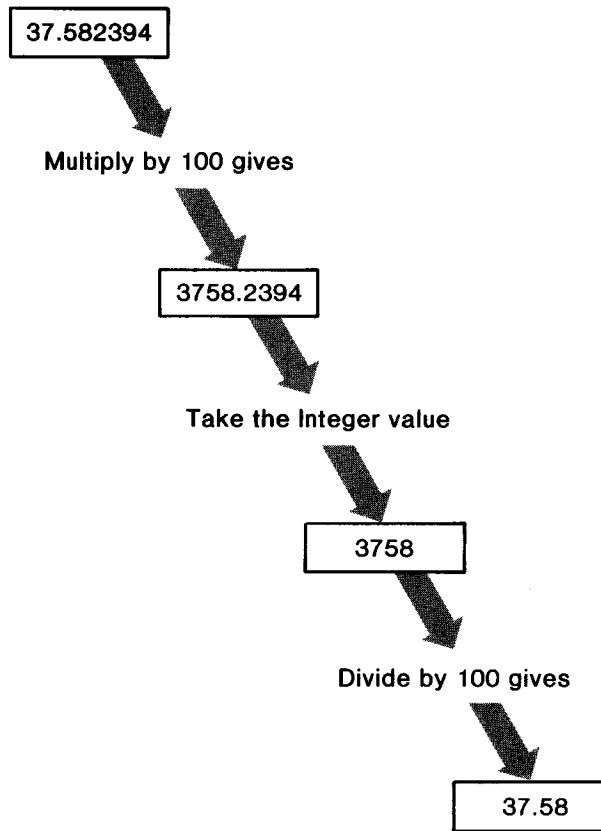 37.582394
Multiply by 100 gives
3758.2394
Take the Integer value
3758
Divide by 100 gives
37.58